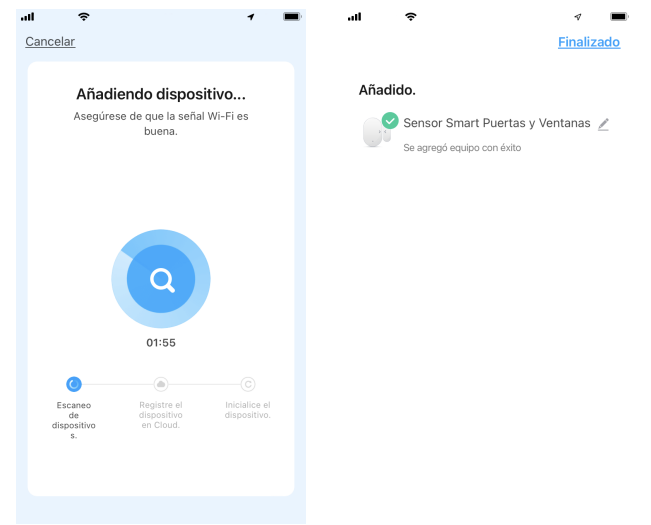 Cancelar
Añadiendo dispositivo...
Asegúrese de que la señal Wi-Fi es
buena.
01:55
Escaneo
de
dispositivo
s.
Registre el
dispositivo
en Cloud.
Inicialice el
dispositivo.
Finalizado
Añadido.
Sensor Smart Puertas y Ventanas
Se agregó equipo con éxito